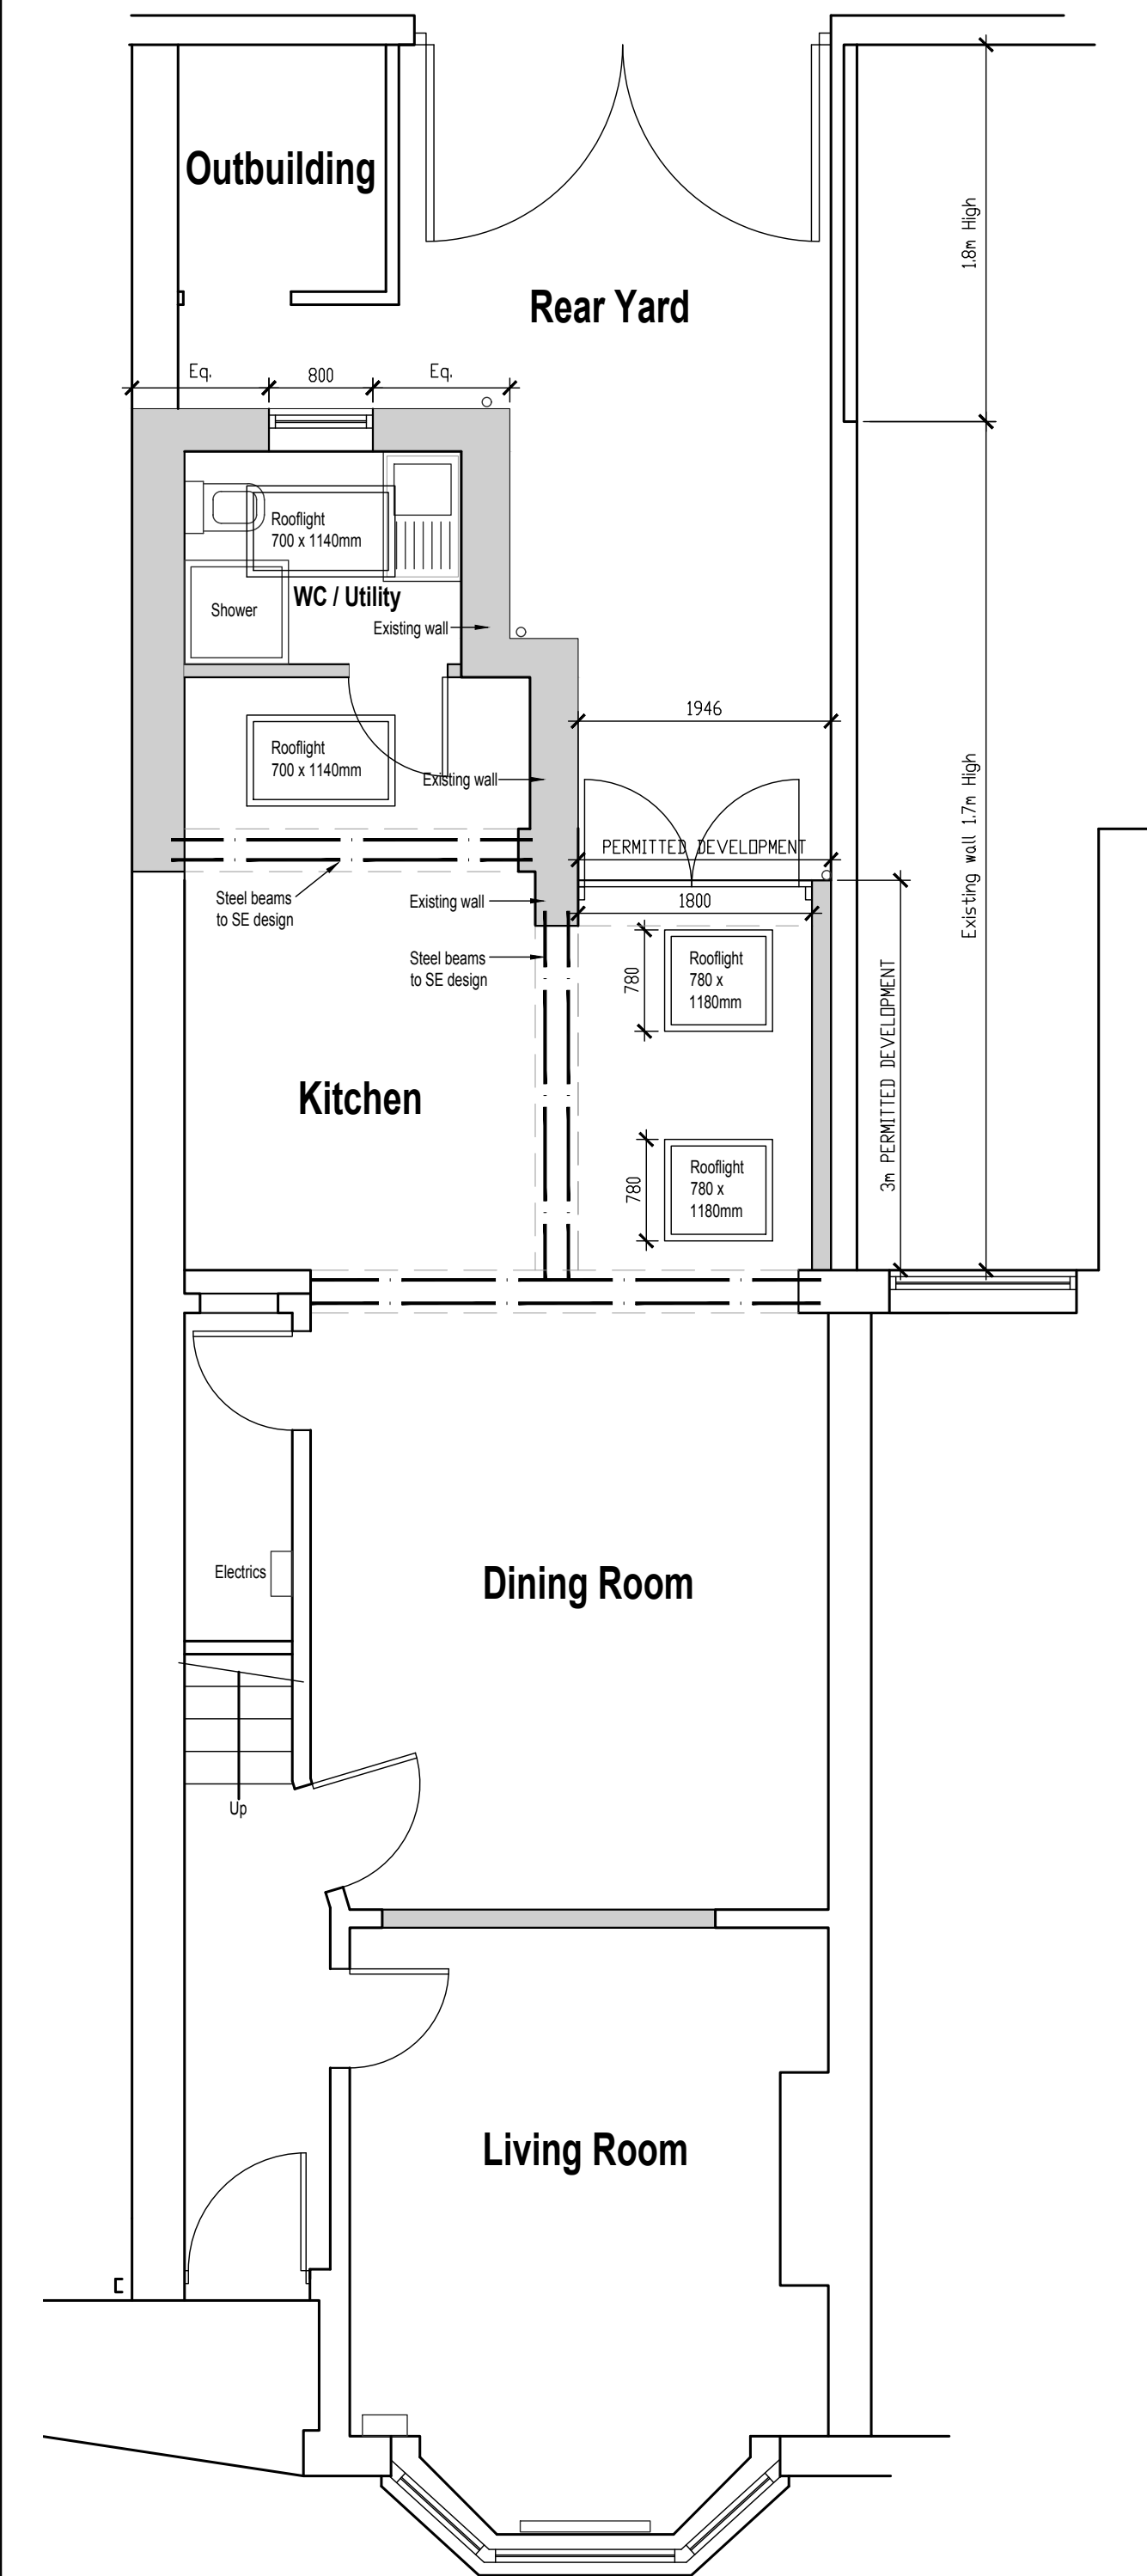 Outbuilding
1.8m High
Rear Yard
Eq.
800
Eq.
Rooflight
700 x 1140mm
WC / Utility
Shower
Existing wall
1946
Rooflight
700 x 1140mm
Existing wall
PERMITTED DEVELOPMENT
Existing wall 1.7m High
Steel beams
to SE design
Existing wall
1800
Steel beams
to SE design
780
Rooflight
780 x
1180mm
3m PERMITTED DEVELOPMENT
Kitchen
780
Rooflight
780 x
1180mm
Electrics
Dining Room
Up
Living Room